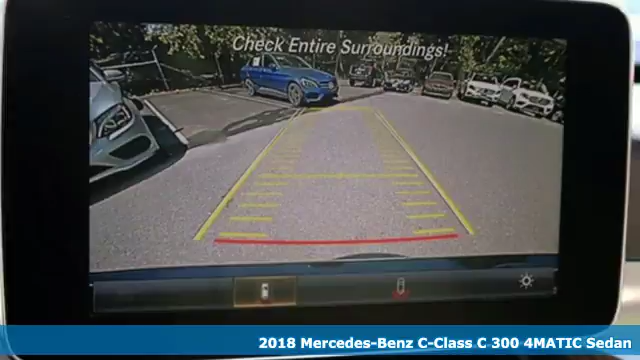 Check Entire Surroundings!
2018 Mercedes-Benz C-Class C 300 4MATIC Sedan